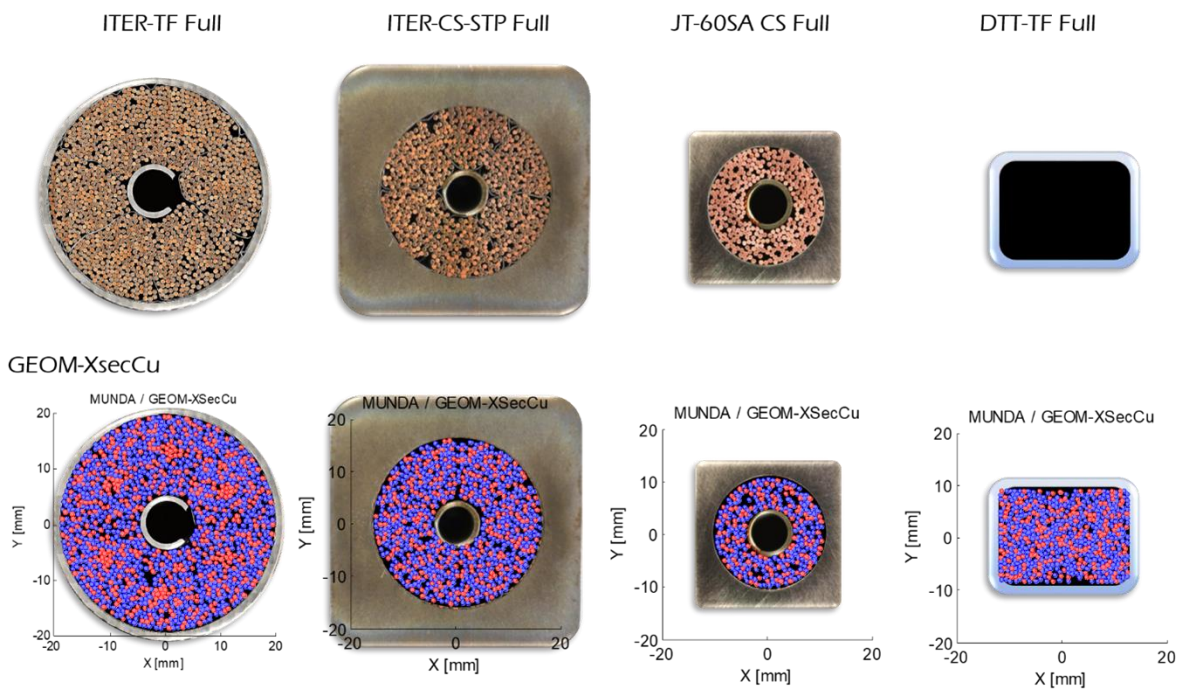 ITER-TF Full
ITER-CS-STP Full
JT-60SA CS Full
DTT-TF Full
GEOM-XsecCu
MUNDA / GEOM-XSecCu
20
10
0
-10
-20
Y [mm]
-20
-10
0
10
20
X [mm]
MUNDA / GEOM-XSecCu
20
10
0
-10
-20
Y [mm]
-20
0
20
X [mm]
MUNDA / GEOM-XSecCu
20
10
0
-10
-20
Y [mm]
-20
0
20
X [mm]
MUNDA / GEOM-XSecCu
20
10
0
-10
-20
Y [mm]
-20
0
20
X [mm]